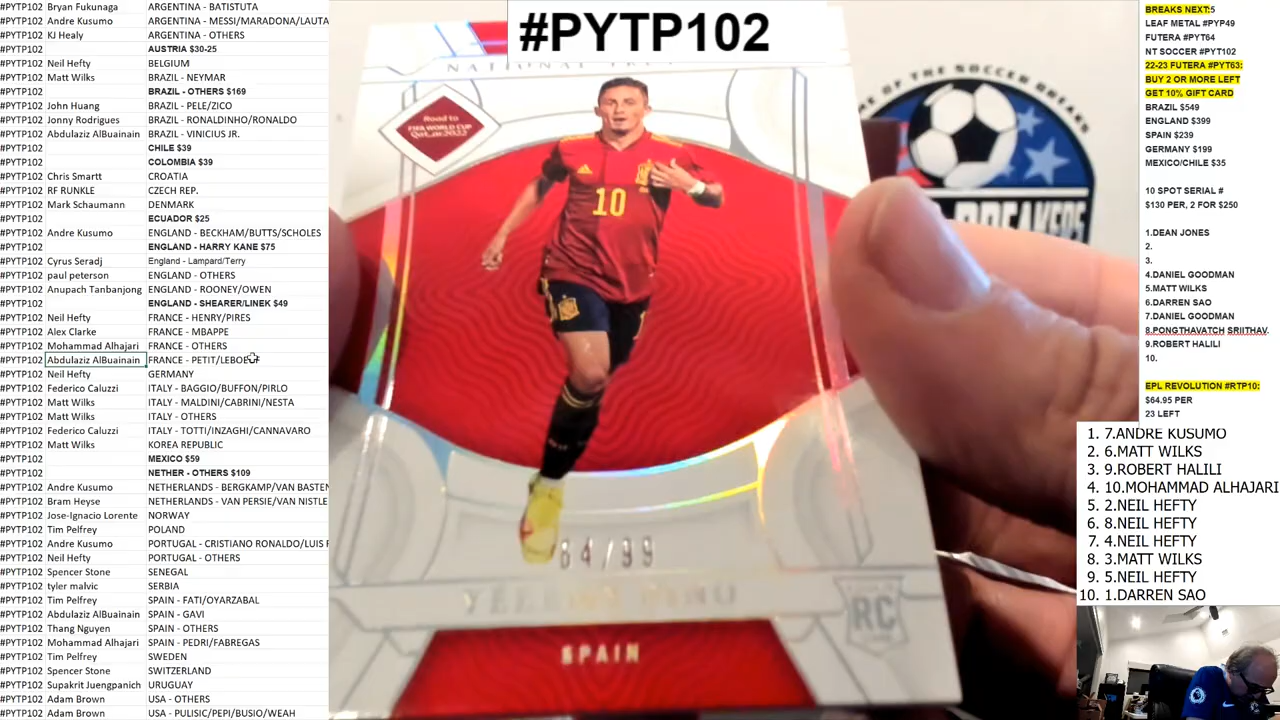 #PYTP102 Bryan Fukunaga ARGENTINA - BATISTUTA
#PYTP102 Andre Kusumo ARGENTINA - MESSI/MARADONA/LAUTA
#PYTP102 KJ Healy ARGENTINA - OTHERS
#PYTP102 AUSTRIA $30-25
#PYTP102 Neil Hefty BELGIUM
#PYTP102 Matt Wilks BRAZIL - NEYMAR
#PYTP102 BRAZIL - OTHERS $169
#PYTP102 John Huang BRAZIL - PELE/ZICO
#PYTP102 Jonny Rodrigues BRAZIL - RONALDINHO/RONALDO
#PYTP102 Abdulaziz AlBuainain BRAZIL - VINICIUS JR.
#PYTP102 CHILE $39
#PYTP102 COLOMBIA $39
#PYTP102 Chris Smartt CROATIA
#PYTP102 RF RUNKLE CZECH REP.
#PYTP102 Mark Schaumann DENMARK
#PYTP102 ECUADOR $25
#PYTP102 Andre Kusumo ENGLAND - BECKHAM/BUTTS/SCHOLES
#PYTP102 ENGLAND - HARRY KANE $75
#PYTP102 Cyrus Seradj England - Lampard/Terry
#PYTP102 paul peterson ENGLAND - OTHERS
#PYTP102 Anupach Tanbanjong ENGLAND - ROONEY/OWEN
#PYTP102 ENGLAND - SHEARER/LINEK $49
#PYTP102 Neil Hefty FRANCE - HENRY/PIRES
#PYTP102 Alex Clarke FRANCE - MBAPPE
#PYTP102 Mohammad Alhajari FRANCE - OTHERS
#PYTP102 Abdulaziz AlBuainain FRANCE - PETIT/LEBOEUF
#PYTP102 Neil Hefty GERMANY
#PYTP102 Federico Caluzzi ITALY - BAGGIO/BUFFON/PIRLO
#PYTP102 Matt Wilks ITALY - MALDINI/CABRINI/NESTA
#PYTP102 Matt Wilks ITALY - OTHERS
#PYTP102 Federico Caluzzi ITALY - TOTTI/INZAGHI/CANNAVARO
#PYTP102 Matt Wilks KOREA REPUBLIC
#PYTP102 MEXICO $59
#PYTP102 NETHER - OTHERS $109
#PYTP102 Andre Kusumo NETHERLANDS - BERGKAMP/VAN BASTEN
#PYTP102 Bram Heyse NETHERLANDS - VAN PERSIE/VAN NISTLE
#PYTP102 Jose-Ignacio Lorente NORWAY
#PYTP102 Tim Pelfrey POLAND
#PYTP102 Andre Kusumo PORTUGAL - CRISTIANO RONALDO/LUIS F
#PYTP102 Neil Hefty PORTUGAL - OTHERS
#PYTP102 Spencer Stone SENEGAL
#PYTP102 tyler malvic SERBIA
#PYTP102 Tim Pelfrey SPAIN - FATI/OYARZABAL
#PYTP102 Abdulaziz AlBuainain SPAIN - GAVI
#PYTP102 Thang Nguyen SPAIN - OTHERS
#PYTP102 Mohammad Alhajari SPAIN - PEDRI/FABREGAS
#PYTP102 Tim Pelfrey SWEDEN
#PYTP102 Spencer Stone SWITZERLAND
#PYTP102 Supakrit Juengpanich URUGUAY
#PYTP102 Adam Brown USA - OTHERS
#PYTP102 Adam Brown USA - PULISIC/PEPI/BUSIO/WEAH
#PYTP102
Road to
FIFA WORLD CUP
Qatar2022
10
64/99
RC
SPAIN
OF THE SOCCER BREAKS
BREAKERS
BREAKS NEXT:5
LEAF METAL #PYP49
FUTERA #PYT64
NT SOCCER #PYT102
22-23 FUTERA #PYT63:
BUY 2 OR MORE LEFT
GET 10% GIFT CARD
BRAZIL $549
ENGLAND $399
SPAIN $239
GERMANY $199
MEXICO/CHILE $35
10 SPOT SERIAL #
$130 PER, 2 FOR $250
1.DEAN JONES
2.
3.
4.DANIEL GOODMAN
5.MATT WILKS
6.DARREN SAO
7.DANIEL GOODMAN
8.PONGTHAVATCH SRIITHAV.
9.ROBERT HALILI
10.
EPL REVOLUTION #RTP10:
$64.95 PER
23 LEFT
1. 7.ANDRE KUSUMO
2. 6.MATT WILKS
3. 9.ROBERT HALILI
4. 10.MOHAMMAD ALHAJARI
5. 2.NEIL HEFTY
6. 8.NEIL HEFTY
7. 4.NEIL HEFTY
8. 3.MATT WILKS
9. 5.NEIL HEFTY
10. 1.DARREN SAO